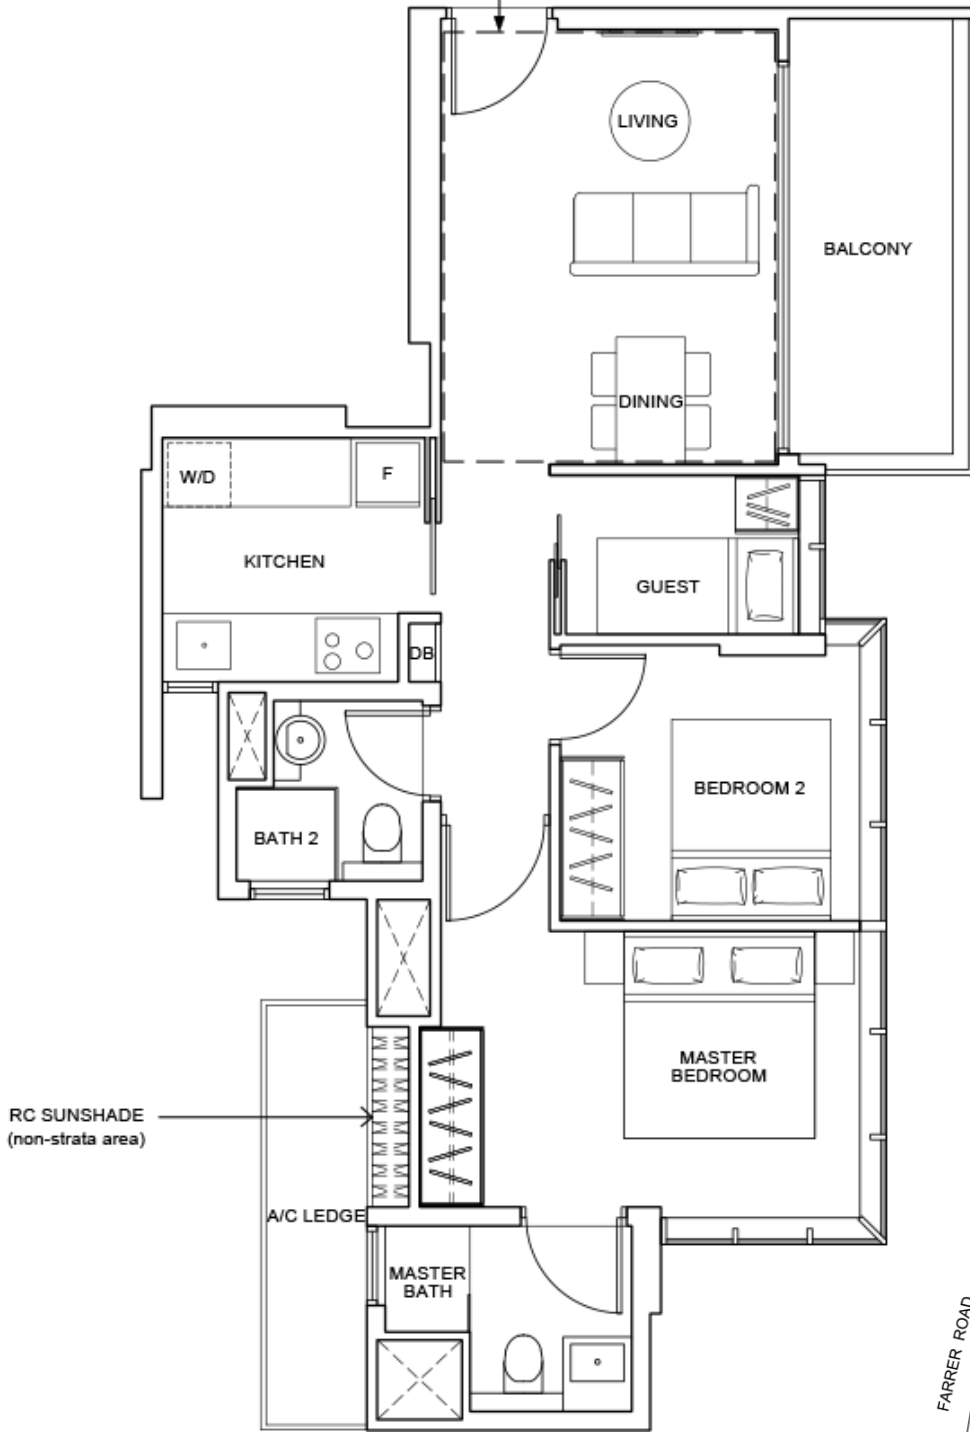 LIVING
BALCONY
DINING
W/D
F
KITCHEN
GUEST
DB
BEDROOM 2
BATH 2
MASTER
BEDROOM
RC SUNSHADE
(non-strata area)
A/C LEDGE
MASTER
BATH
FARRER ROAD